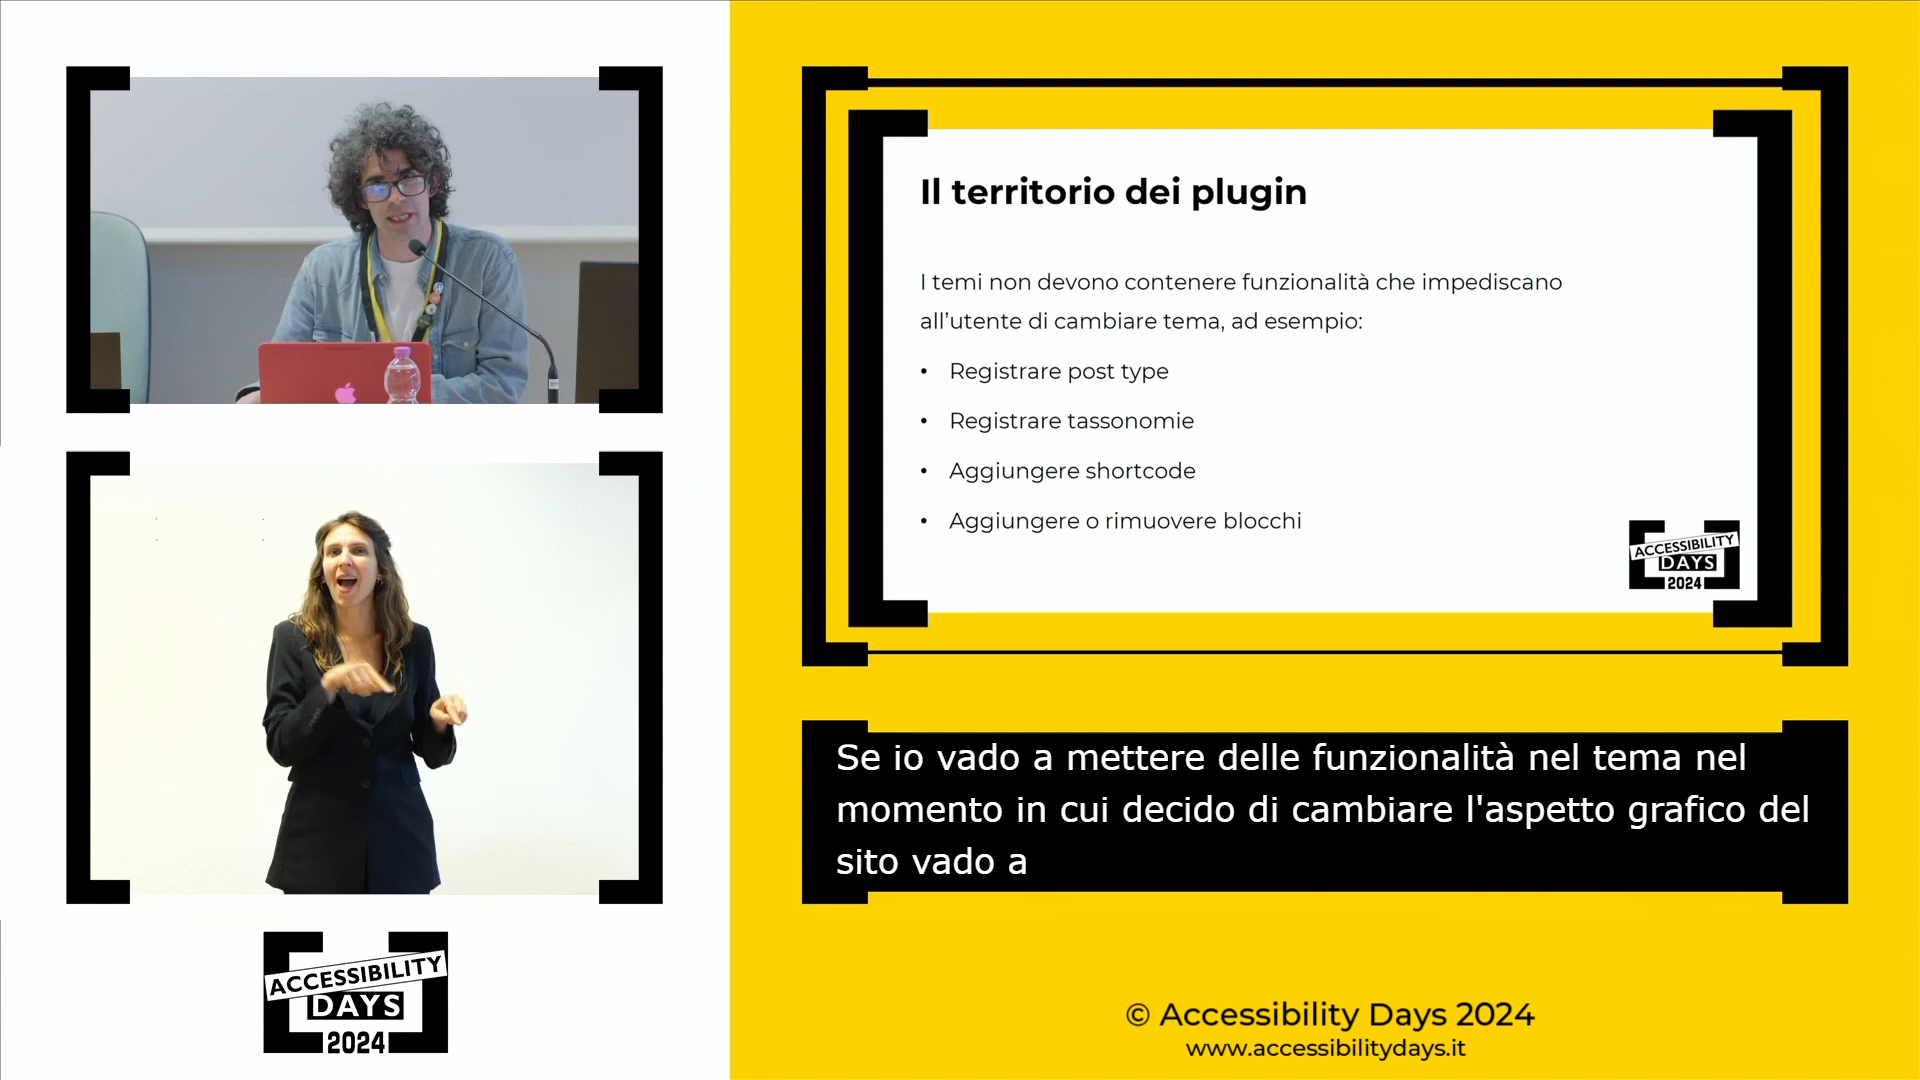 Il territorio dei plugin
I temi non devono contenere funzionalità che impediscano
all’utente di cambiare tema, ad esempio:
• Registrare post type
• Registrare tassonomie
• Aggiungere shortcode
• Aggiungere o rimuovere blocchi
ACCESSIBILITY
DAYS
2024
Se io vado a mettere delle funzionalità nel tema nel
momento in cui decido di cambiare l'aspetto grafico del
sito vado a
ACCESSIBILITY
DAYS
2024
© Accessibility Days 2024
www.accessibilitydays.it